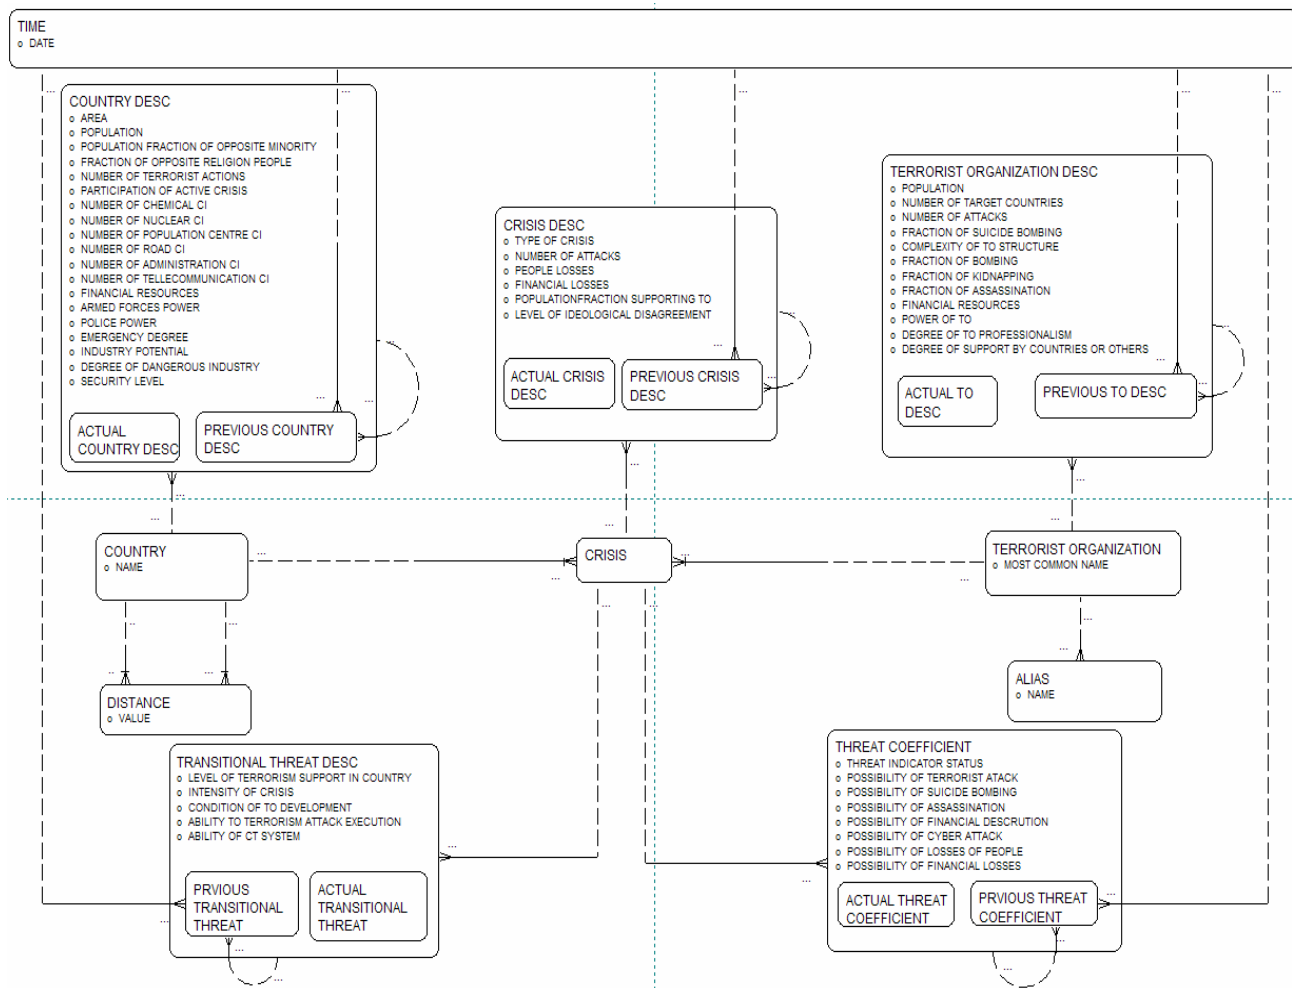 TIME
o DATE
COUNTRY DESC
o AREA
o POPULATION
o POPULATION FRACTION OF OPPOSITE MINORITY
o FRACTION OF OPPOSITE RELIGION PEOPLE
o NUMBER OF TERRORIST ACTIONS
o PARTICIPATION OF ACTIVE CRISIS
o NUMBER OF CHEMICAL CI
o NUMBER OF NUCLEAR CI
o NUMBER OF POPULATION CENTRE CI
o NUMBER OF ROAD CI
o NUMBER OF ADMINISTRATION CI
o NUMBER OF TELLECOMMUNICATION CI
o FINANCIAL RESOURCES
o ARMED FORCES POWER
o POLICE POWER
o EMERGENCY DEGREE
o INDUSTRY POTENTIAL
o DEGREE OF DANGEROUS INDUSTRY
o SECURITY LEVEL
ACTUAL
COUNTRY DESC
PREVIOUS COUNTRY
DESC
CRISIS DESC
o TYPE OF CRISIS
o NUMBER OF ATTACKS
o PEOPLE LOSSES
o FINANCIAL LOSSES
o POPULATIONFRACTION SUPPORTING TO
o LEVEL OF IDEOLOGICAL DISAGREEMENT
ACTUAL CRISIS
DESC
PREVIOUS CRISIS
DESC
TERRORIST ORGANIZATION DESC
o POPULATION
o NUMBER OF TARGET COUNTRIES
o NUMBER OF ATTACKS
o FRACTION OF SUICIDE BOMBING
o COMPLEXITY OF TO STRUCTURE
o FRACTION OF BOMBING
o FRACTION OF KIDNAPPING
o FRACTION OF ASSASSINATION
o FINANCIAL RESOURCES
o POWER OF TO
o DEGREE OF TO PROFESSIONALISM
o DEGREE OF SUPPORT BY COUNTRIES OR OTHERS
ACTUAL TO
DESC
PREVIOUS TO DESC
COUNTRY
o NAME
CRISIS
TERRORIST ORGANIZATION
o MOST COMMON NAME
DISTANCE
o VALUE
ALIAS
o NAME
TRANSITIONAL THREAT DESC
o LEVEL OF TERRORISM SUPPORT IN COUNTRY
o INTENSITY OF CRISIS
o CONDITION OF TO DEVELOPMENT
o ABILITY TO TERRORISM ATTACK EXECUTION
o ABILITY OF CT SYSTEM
PRVIOUS
TRANSITIONAL
THREAT
ACTUAL
TRANSITIONAL
THREAT
THREAT COEFFICIENT
o THREAT INDICATOR STATUS
o POSSIBILITY OF TERRORIST ATACK
o POSSIBILITY OF SUICIDE BOMBING
o POSSIBILITY OF ASSASSINATION
o POSSIBILITY OF FINANCIAL DESCRUTION
o POSSIBILITY OF CYBER ATTACK
o POSSIBILITY OF LOSSES OF PEOPLE
o POSSIBILITY OF FINANCIAL LOSSES
ACTUAL THREAT
COEFFICIENT
PRVIOUS THREAT
COEFFICIENT